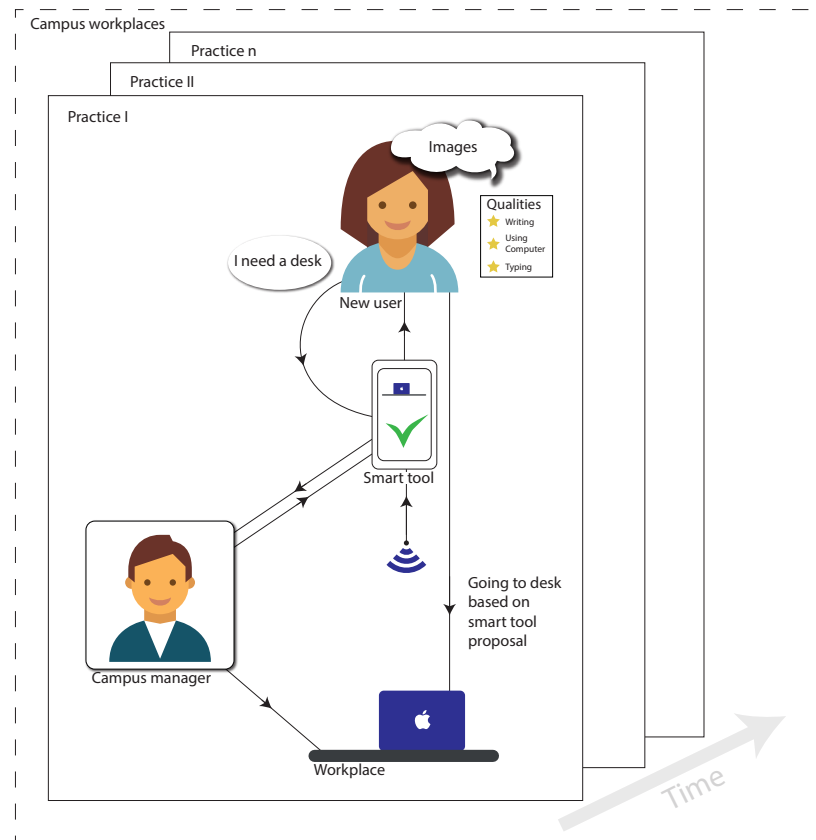 Campus workplaces
Practice n
Practice II
Practice I
Images
Qualities
Writing
Using
Computer
Typing
I need a desk
New user
Smart tool
Going to desk
based on
smart tool
proposal
Campus manager
Workplace
Time